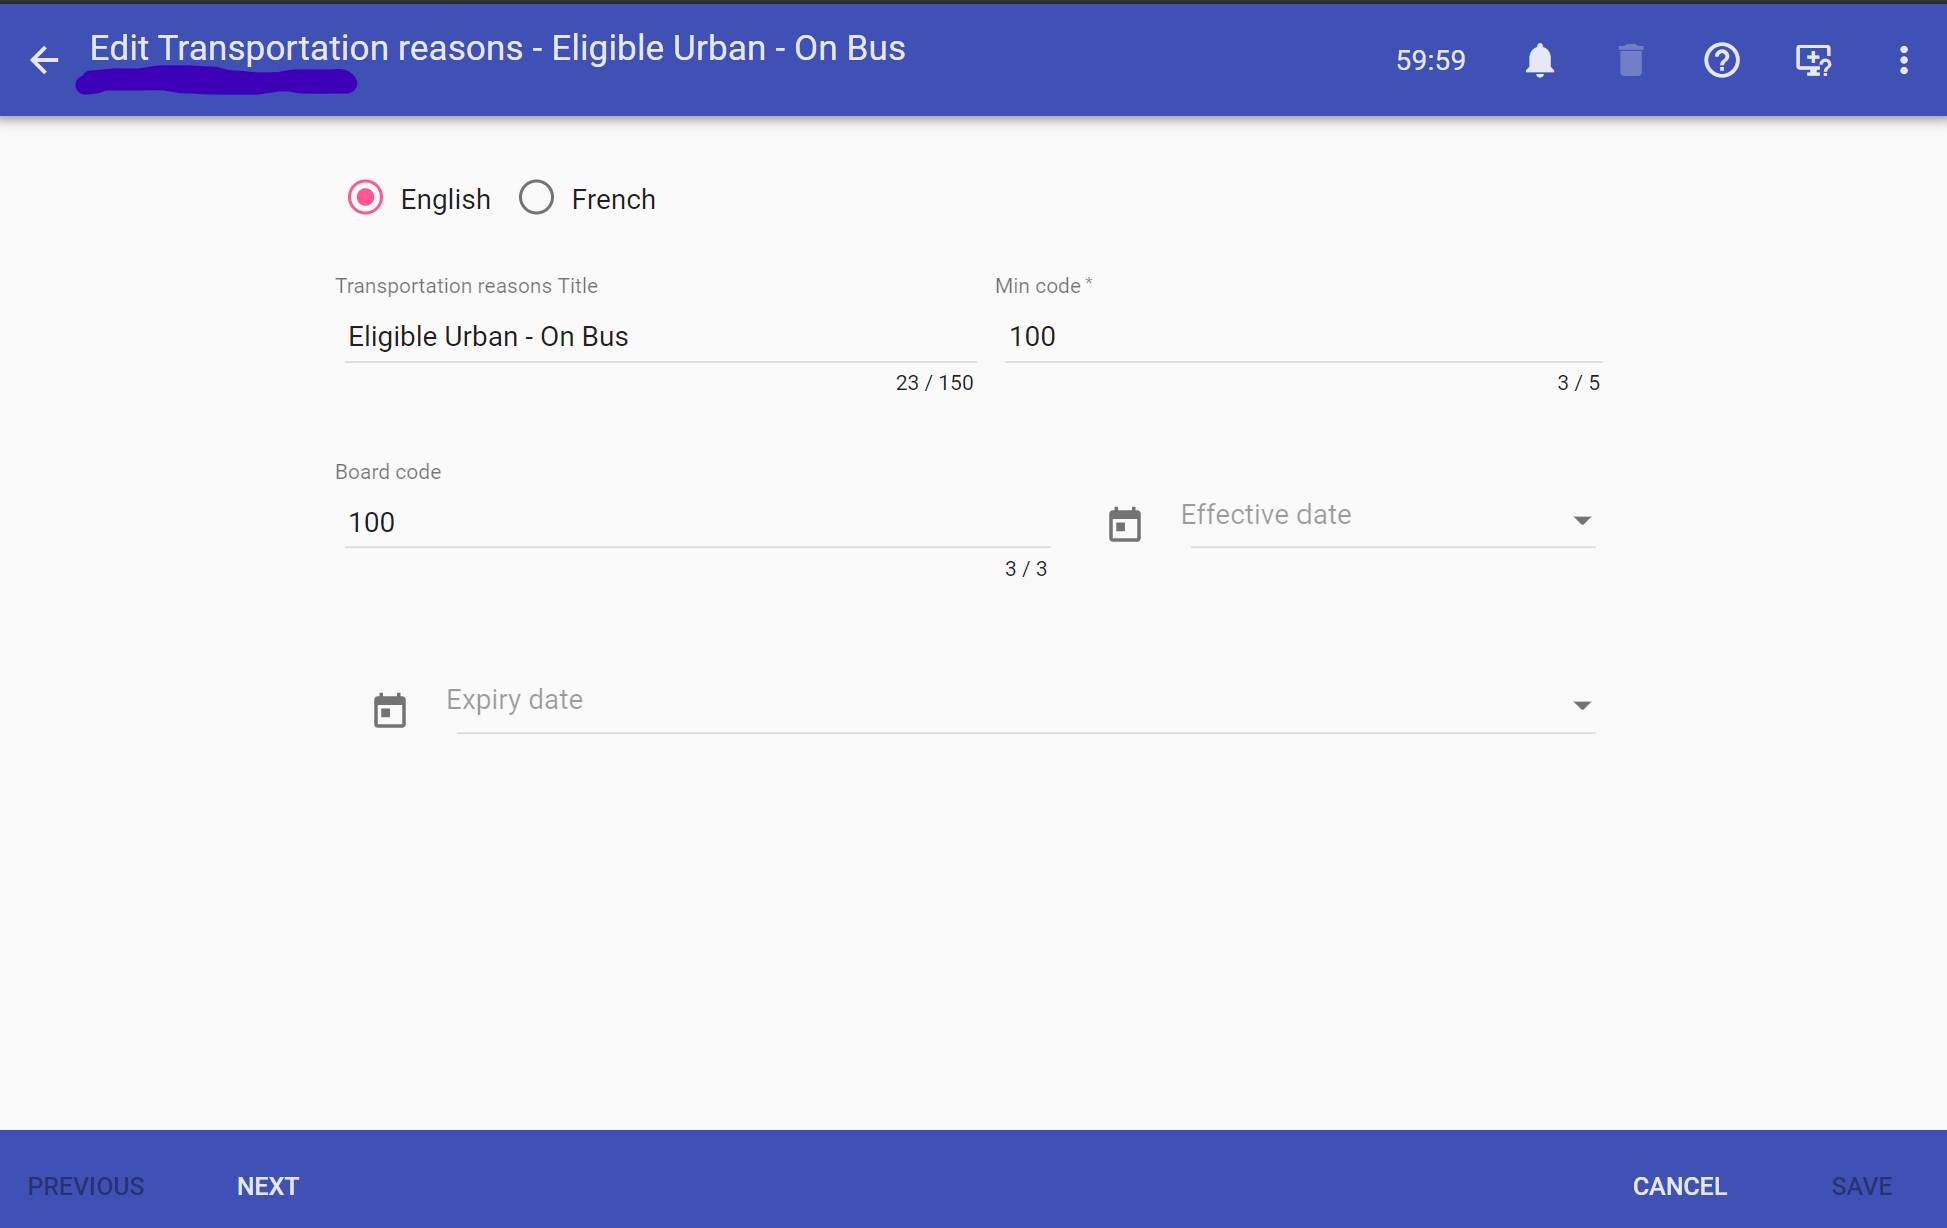 Edit Transportation reasons - Eligible Urban - On Bus
59:59
English French
Transportation reasons Title
Min code *
Eligible Urban - On Bus
100
23 / 150
3 / 5
Board code
100
Effective date
3 / 3
Expiry date
PREVIOUS NEXT CANCEL SAVE